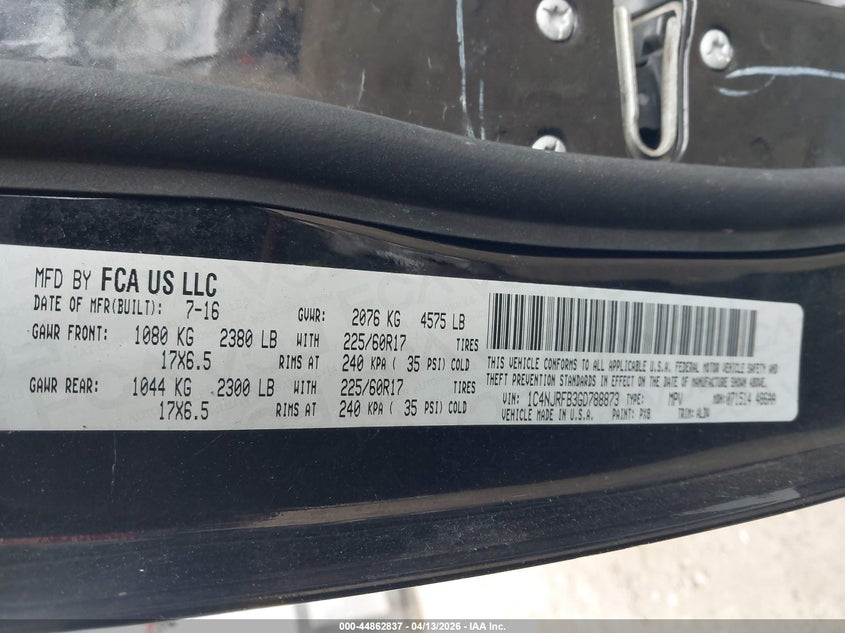 MFD BY FCA US LLC
DATE OF MFR(BUILT): 7-16 GVWR: 2076 KG 4575 LB
GAWR FRONT: 1080 KG 2380 LB WITH 225/60R17 TIRES
17X6.5 RIMS AT 240 KPA ( 35 PSI) COLD
GAWR REAR: 1044 KG 2300 LB WITH 225/60R17 TIRES
17X6.5 RIMS AT 240 KPA ( 35 PSI) COLD
THIS VEHICLE CONFORMS TO ALL APPLICABLE U.S.A. FEDERAL MOTOR VEHICLE SAFETY AND
THEFT PREVENTION STANDARDS IN EFFECT ON THE DATE OF MANUFACTURE SHOWN ABOVE.
VIN: 1C4NJRFB3GD788873 TYPE: MPV MDH:
VEHICLE MADE IN U.S.A. PAINT: PXB TRIM:
000-44862837 - 04/13/2026 - IAA Inc.